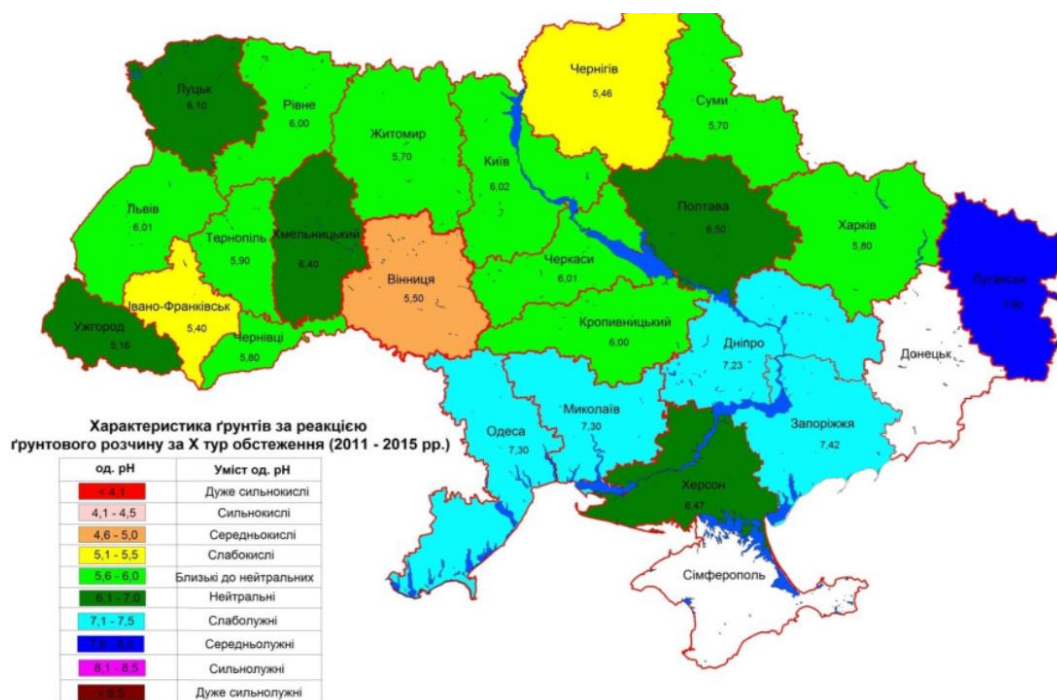 Чернігів
5,46
Суми
5,70
Луцьк
6,10
Рівне
6,00
Житомир
5,70
Київ
6,02
Полтава
6,50
Харків
5,80
Луганськ
Львів
6,01
Тернопіль
5,90
Хмельницький
6,40
Вінниця
5,50
Черкаси
6,01
Івано-Франківськ
5,40
Ужгород
5,16
Чернівці
5,60
Кропивницький
6,00
Дніпро
7,23
Донецьк
Одеса
7,30
Миколаїв
7,30
Запоріжжя
7,42
Херсон
6,47
Сімферополь
Характеристика ґрунтів за реакцією
ґрунтового розчину за X тур обстеження (2011 - 2015 рр.)
од. pH Уміст од. pH
< 4,1 Дуже сильнокислі
4,1 - 4,5 Сильнокислі
4,6 - 5,0 Середньокислі
5,1 - 5,5 Слабокислі
5,6 - 6,0 Близькі до нейтральних
6,1 - 7,0 Нейтральні
7,1 - 7,5 Слаболужні
7,6 - 8,0 Середньолужні
8,1 - 8,5 Сильнолужні
> 8,5 Дуже сильнолужні